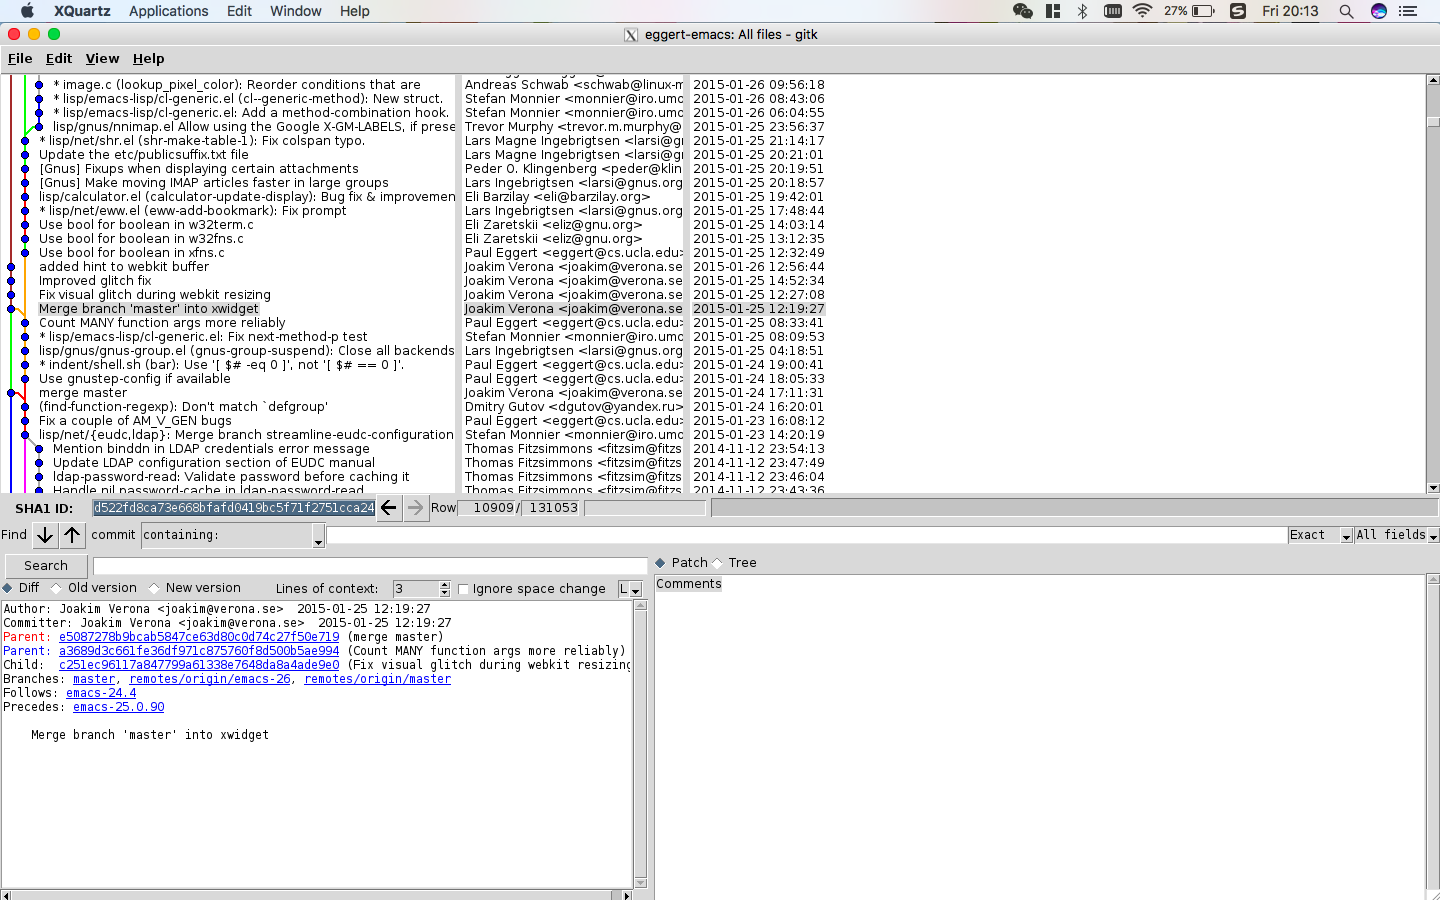 XQuartz Applications Edit Window Help 27% Fri 20:13
eggert-emacs: All files - gitk
File Edit View Help
* image.c (lookup_pixel_color): Reorder conditions that are Andreas Schwab <schwab@linux-m 2015-01-26 09:56:18
* lisp/emacs-lisp/cl-generic.el (cl--generic-method): New struct. Stefan Monnier <monnier@iro.umo 2015-01-26 08:43:06
* lisp/emacs-lisp/cl-generic.el: Add a method-combination hook. Stefan Monnier <monnier@iro.umo 2015-01-26 06:04:55
lisp/gnus/nnimap.el Allow using the Google X-GM-LABELS, if prese Trevor Murphy <trevor.m.murphy@ 2015-01-25 23:56:37
* lisp/net/shr.el (shr-make-table-1): Fix colspan typo. Lars Magne Ingebrigtsen <larsi@g 2015-01-25 21:14:17
Update the etc/publicsuffix.txt file Lars Magne Ingebrigtsen <larsi@g 2015-01-25 20:21:01
[Gnus] Fixups when displaying certain attachments Peder O. Klingenberg <peder@klin 2015-01-25 20:19:51
[Gnus] Make moving IMAP articles faster in large groups Lars Ingebrigtsen <larsi@gnus.org 2015-01-25 20:18:57
lisp/calculator.el (calculator-update-display): Bug fix & improvemen Eli Barzilay <eli@barzilay.org> 2015-01-25 19:42:01
* lisp/net/eww.el (eww-add-bookmark): Fix prompt Lars Ingebrigtsen <larsi@gnus.org 2015-01-25 17:48:44
Use bool for boolean in w32term.c Eli Zaretskii <eliz@gnu.org> 2015-01-25 14:03:14
Use bool for boolean in w32fns.c Eli Zaretskii <eliz@gnu.org> 2015-01-25 13:12:35
Use bool for boolean in xfns.c Paul Eggert <eggert@cs.ucla.edu> 2015-01-25 12:32:49
added hint to webkit buffer Joakim Verona <joakim@verona.se 2015-01-26 12:56:44
Improved glitch fix Joakim Verona <joakim@verona.se 2015-01-25 14:52:34
Fix visual glitch during webkit resizing Joakim Verona <joakim@verona.se 2015-01-25 12:27:08
Merge branch 'master' into xwidget Joakim Verona <joakim@verona.se 2015-01-25 12:19:27
Count MANY function args more reliably Paul Eggert <eggert@cs.ucla.edu> 2015-01-25 08:33:41
* lisp/emacs-lisp/cl-generic.el: Fix next-method-p test Stefan Monnier <monnier@iro.umo 2015-01-25 08:09:53
lisp/gnus/gnus-group.el (gnus-group-suspend): Close all backends Lars Ingebrigtsen <larsi@gnus.org 2015-01-25 04:18:51
* indent/shell.sh (bar): Use '[ $# -eq 0 ]', not '[ $# == 0 ]'. Paul Eggert <eggert@cs.ucla.edu> 2015-01-24 19:00:41
Use gnustep-config if available Paul Eggert <eggert@cs.ucla.edu> 2015-01-24 18:05:33
merge master Joakim Verona <joakim@verona.se 2015-01-24 17:11:31
(find-function-regexp): Don't match `defgroup' Dmitry Gutov <dgutov@yandex.ru> 2015-01-24 16:20:01
Fix a couple of AM_V_GEN bugs Paul Eggert <eggert@cs.ucla.edu> 2015-01-23 16:08:12
lisp/net/{eudc,ldap}: Merge branch streamline-eudc-configuration Stefan Monnier <monnier@iro.umo 2015-01-23 14:20:19
Mention binddn in LDAP credentials error message Thomas Fitzsimmons <fitzsim@fitzs 2014-11-12 23:54:13
Update LDAP configuration section of EUDC manual Thomas Fitzsimmons <fitzsim@fitzs 2014-11-12 23:47:49
ldap-password-read: Validate password before caching it Thomas Fitzsimmons <fitzsim@fitzs 2014-11-12 23:46:04
Handle nil password-cache in ldap-password-read Thomas Fitzsimmons <fitzsim@fitzs 2014-11-12 23:43:36
SHA1 ID: d522fd8ca73e668bfafd0419bc5f71f2751cca24 Row 10909 / 131053
Find commit containing: Exact All fields
Search
Patch Tree
Diff Old version New version Lines of context: 3 Ignore space change L
Comments
Author: Joakim Verona <joakim@verona.se> 2015-01-25 12:19:27
Committer: Joakim Verona <joakim@verona.se> 2015-01-25 12:19:27
Parent: e5087278b9bcab5847ce63d80c0d74c27f50e719 (merge master)
Parent: a3689d3c661fe36df971c875760f8d500b5ae994 (Count MANY function args more reliably)
Child: c251ec96117a847799a61338e7648da8a4ade9e0 (Fix visual glitch during webkit resizing
Branches: master, remotes/origin/emacs-26, remotes/origin/master
Follows: emacs-24.4
Precedes: emacs-25.0.90
Merge branch 'master' into xwidget